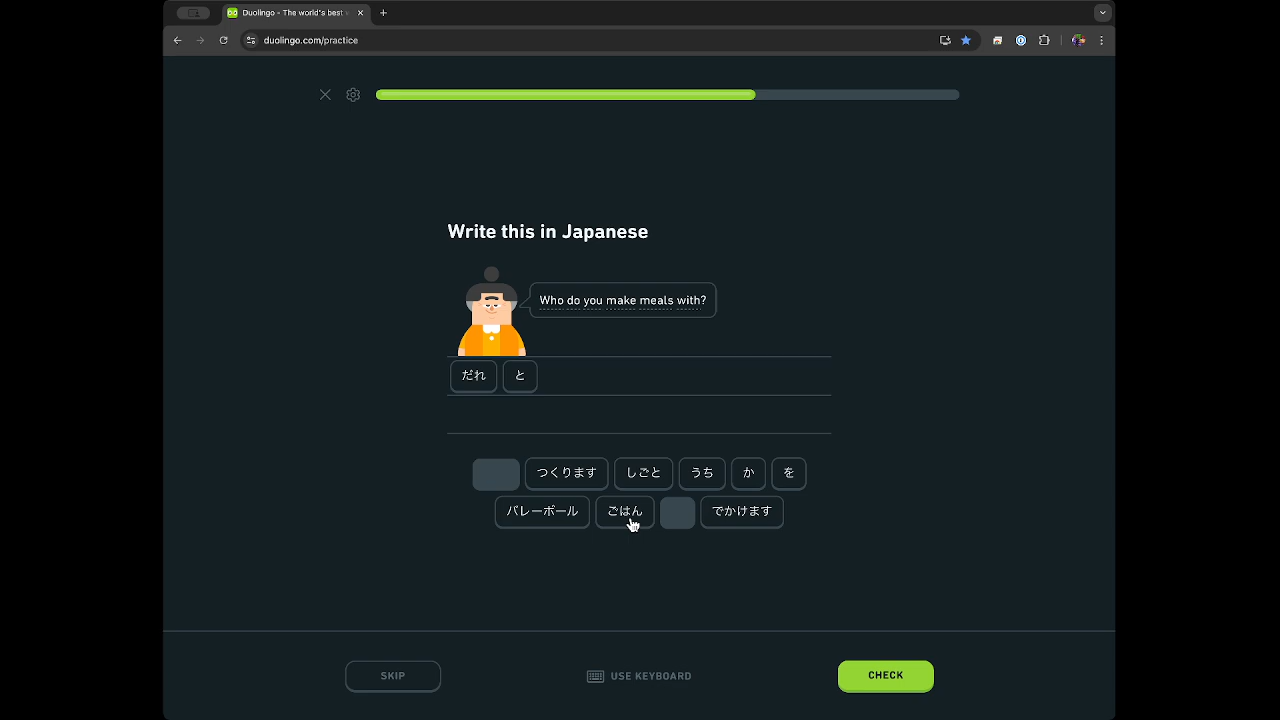 Duolingo - The world's best
duolingo.com/practice
Write this in Japanese
Who do you make meals with?
だれ と
つくります しごと うち か を
バレーボール ごはん でかけます
SKIP USE KEYBOARD CHECK